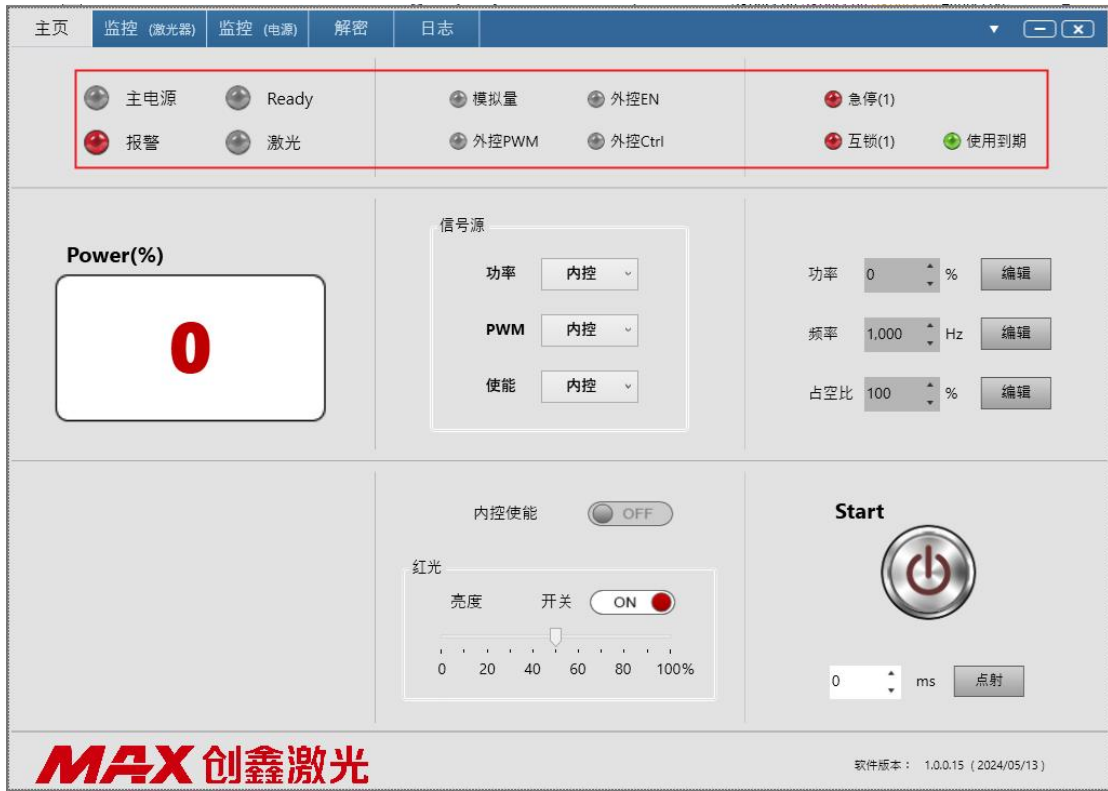 主页 监控 (激光器) 监控 (电源) 解密 日志
主电源 Ready 模拟量 外控EN 急停(1)
报警 激光 外控PWM 外控Ctrl 互锁(1) 使用到期
信号源
Power(%)
功率 内控 功率 0 % 编辑
0
PWM 内控 频率 1,000 Hz 编辑
使能 内控 占空比 100 % 编辑
内控使能 OFF Start
红光
亮度 开关 ON
0 20 40 60 80 100%
0 ms 点射
MAX 创鑫激光
软件版本： 1.0.0.15 (2024/05/13)